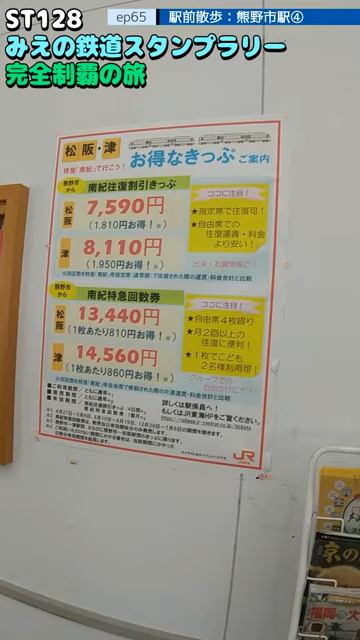 ST128
ep65
駅前散歩：熊野市駅④
みえの鉄道スタンプラリー
完全制覇の旅
松阪・津
特急「南紀」で行こう！
お得なきっぷ ご案内
熊野市から
南紀往復割引きっぷ
松阪
7,590円
(1,810円お得！※)
津
8,110円
(1,950円お得！※)
ココに注目！
★指定席で往復可！
★自由席での
往復運賃・料金
より安い！
出張・お買物等に！
熊野市から
南紀特急回数券
松阪
13,440円
(1枚あたり810円お得！※)
津
14,560円
(1枚あたり860円お得！※)
ココに注目！
★自由席4枚綴り
★月2回以上の
往復に便利！
★1枚でこども
2名様利用可！
グループでの
お出かけにも！
詳しくは駅係員へ！
もしくはJR東海HPをご覧ください。
JR
京の
福岡の